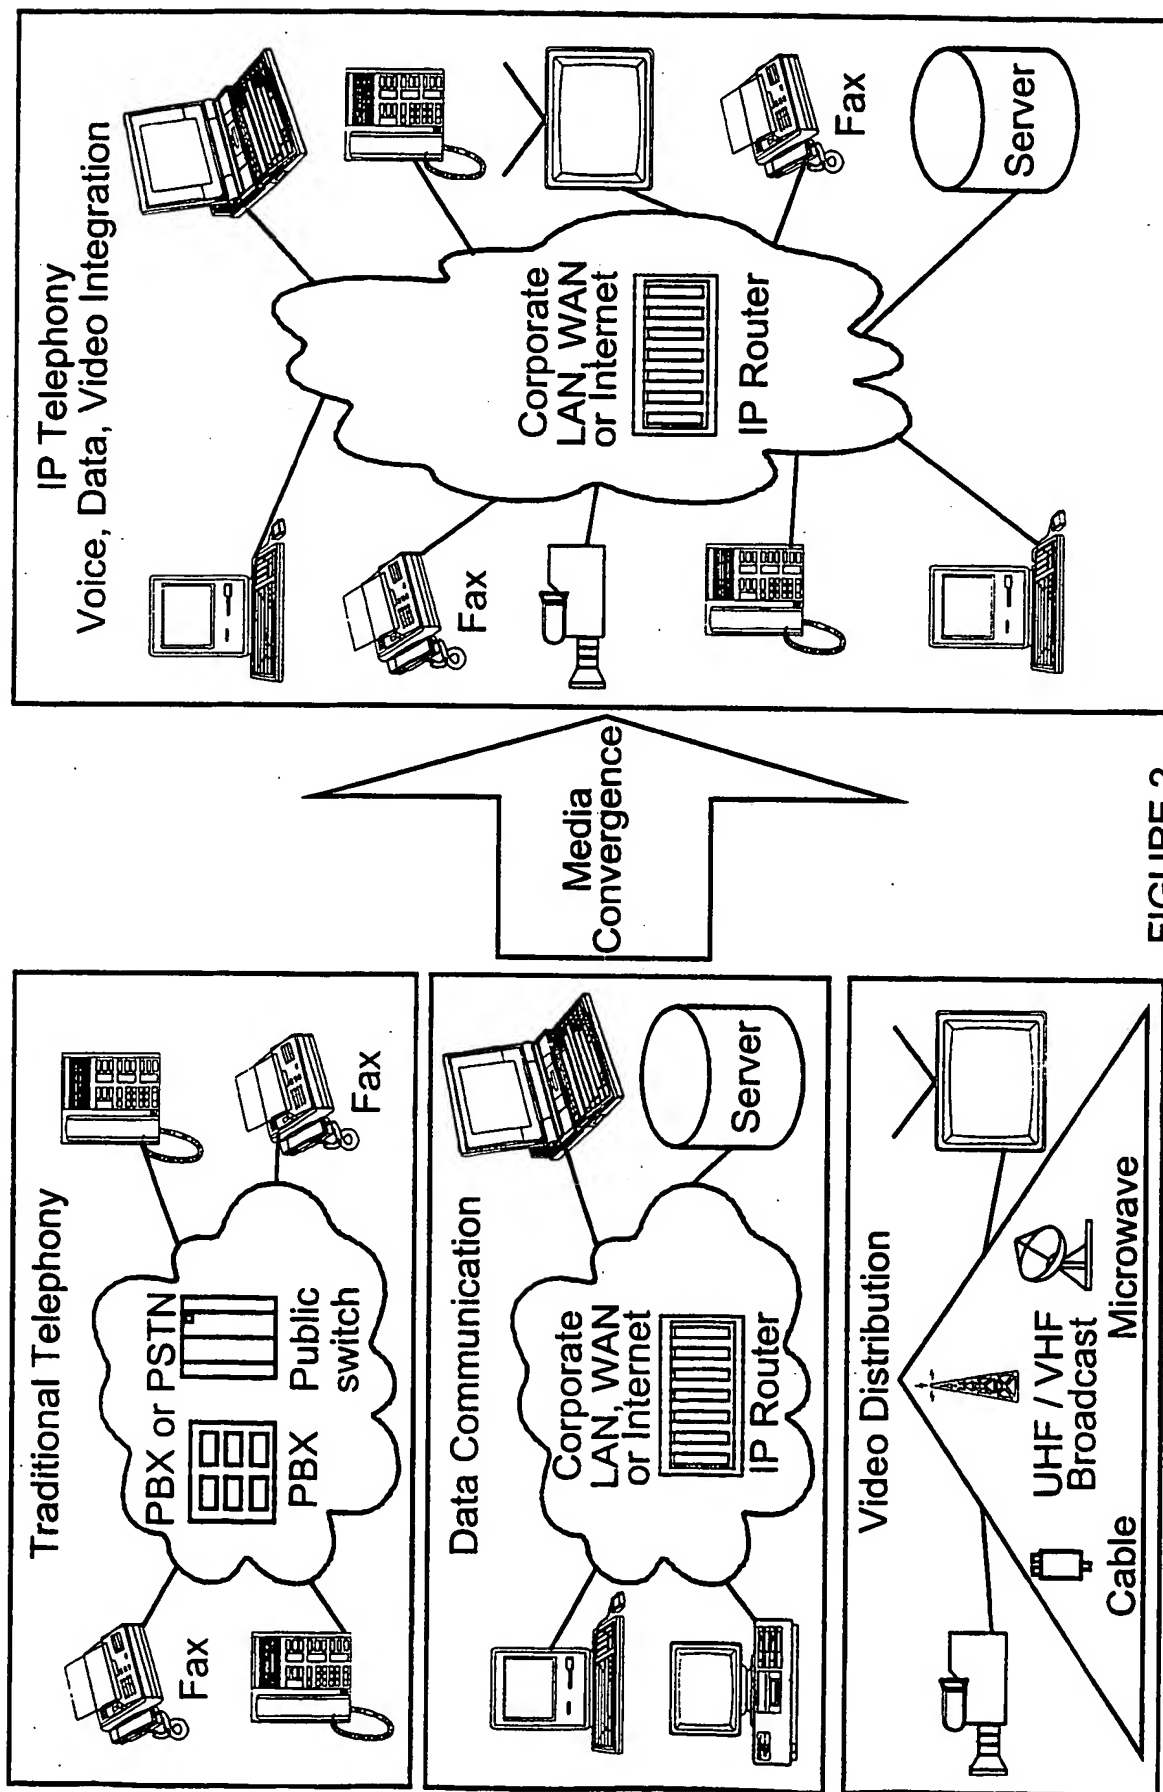 Traditional Telephony
PBX or PSTN
PBX
Public
switch
Fax
Fax
Data Communication
Corporate
LAN, WAN
or Internet
IP Router
Server
Video Distribution
UHF / VHF
Broadcast
Cable
Microwave
Media
Convergence
IP Telephony
Voice, Data, Video Integration
Fax
Corporate
LAN, WAN
or Internet
IP Router
Fax
Server
FIGURE